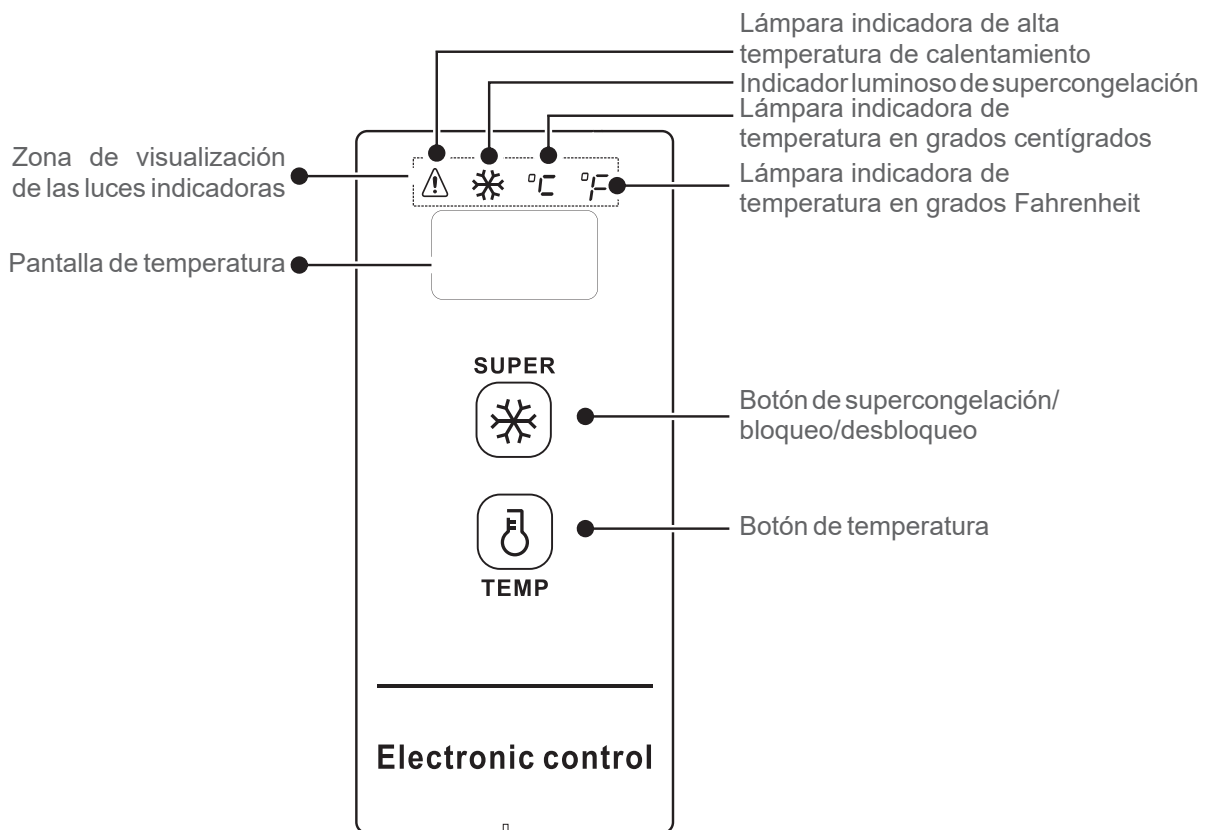 Lámpara indicadora de alta
temperatura de calentamiento
Indicador luminoso de supercongelación
Lámpara indicadora de
temperatura en grados centígrados
Lámpara indicadora de
temperatura en grados Fahrenheit
Zona de visualización
de las luces indicadoras
°C °F
Pantalla de temperatura
SUPER
Botón de supercongelación/
bloqueo/desbloqueo
Botón de temperatura
TEMP
Electronic control